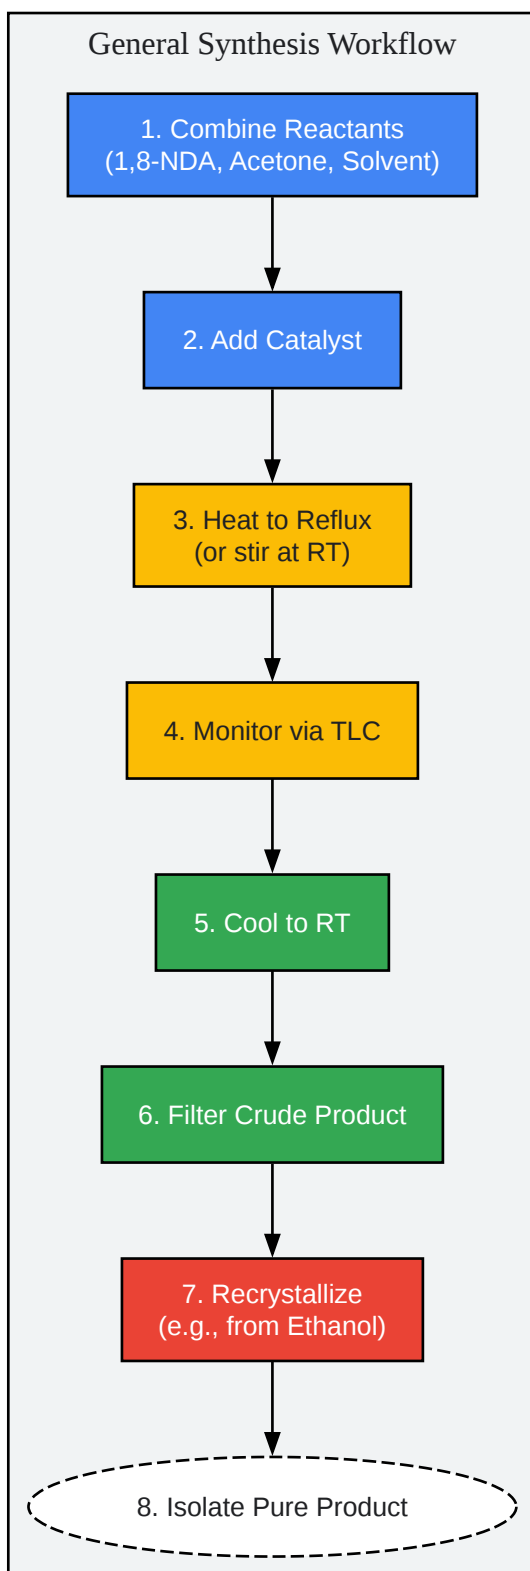 General Synthesis Workflow
1. Combine Reactants
(1,8-NDA, Acetone, Solvent)
2. Add Catalyst
3. Heat to Reflux
(or stir at RT)
4. Monitor via TLC
5. Cool to RT
6. Filter Crude Product
7. Recrystallize
(e.g., from Ethanol)
8. Isolate Pure Product